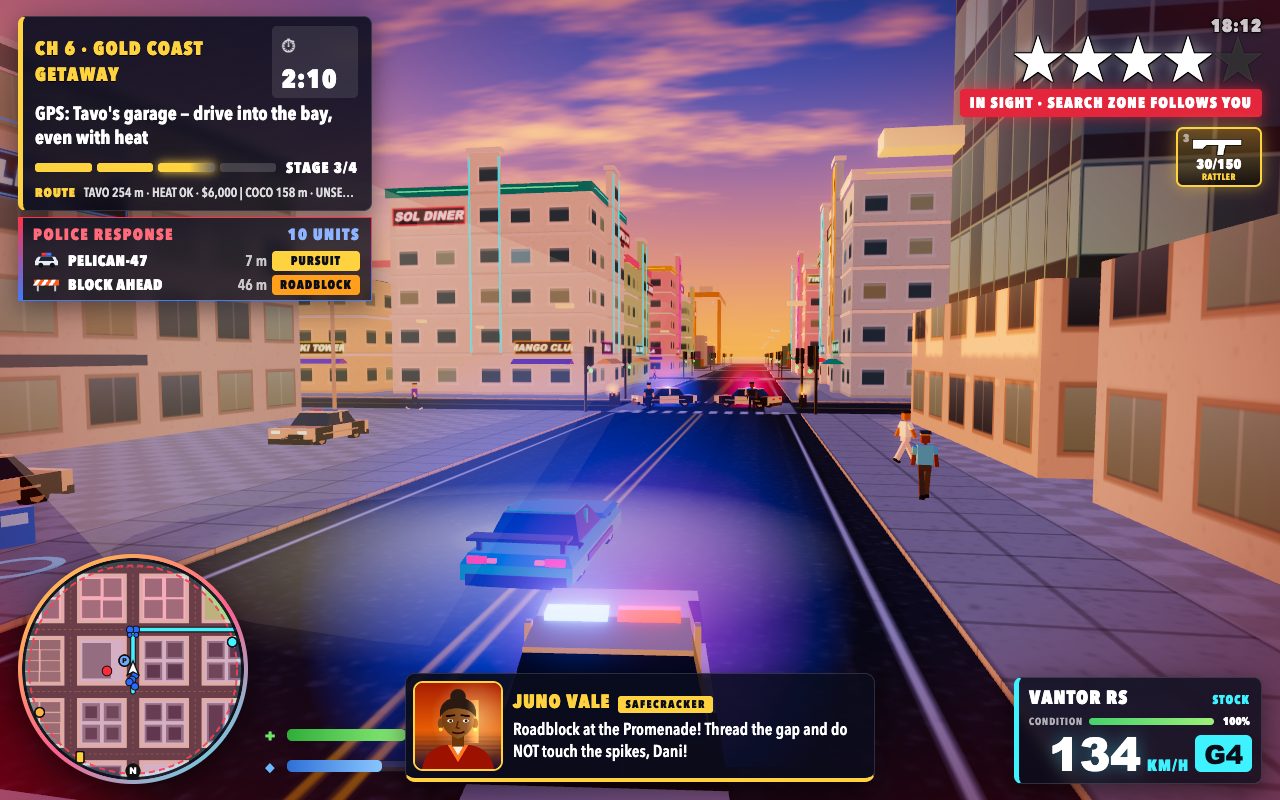 CH 6 · GOLD COAST
GETAWAY
2:10
GPS: Tavo's garage – drive into the bay,
even with heat
STAGE 3/4
ROUTE TAVO 254 m · HEAT OK · $6,000 | COCO 158 m · UNSE...
POLICE RESPONSE 10 UNITS
PELICAN-47 7 m PURSUIT
BLOCK AHEAD 46 m ROADBLOCK
18:12
IN SIGHT · SEARCH ZONE FOLLOWS YOU
3
30/150
RATTLER
SOL DINER
P
N
JUNO VALE SAFECRACKER
Roadblock at the Promenade! Thread the gap and do
NOT touch the spikes, Dani!
VANTOR RS STOCK
CONDITION 100%
134 KM/H G4